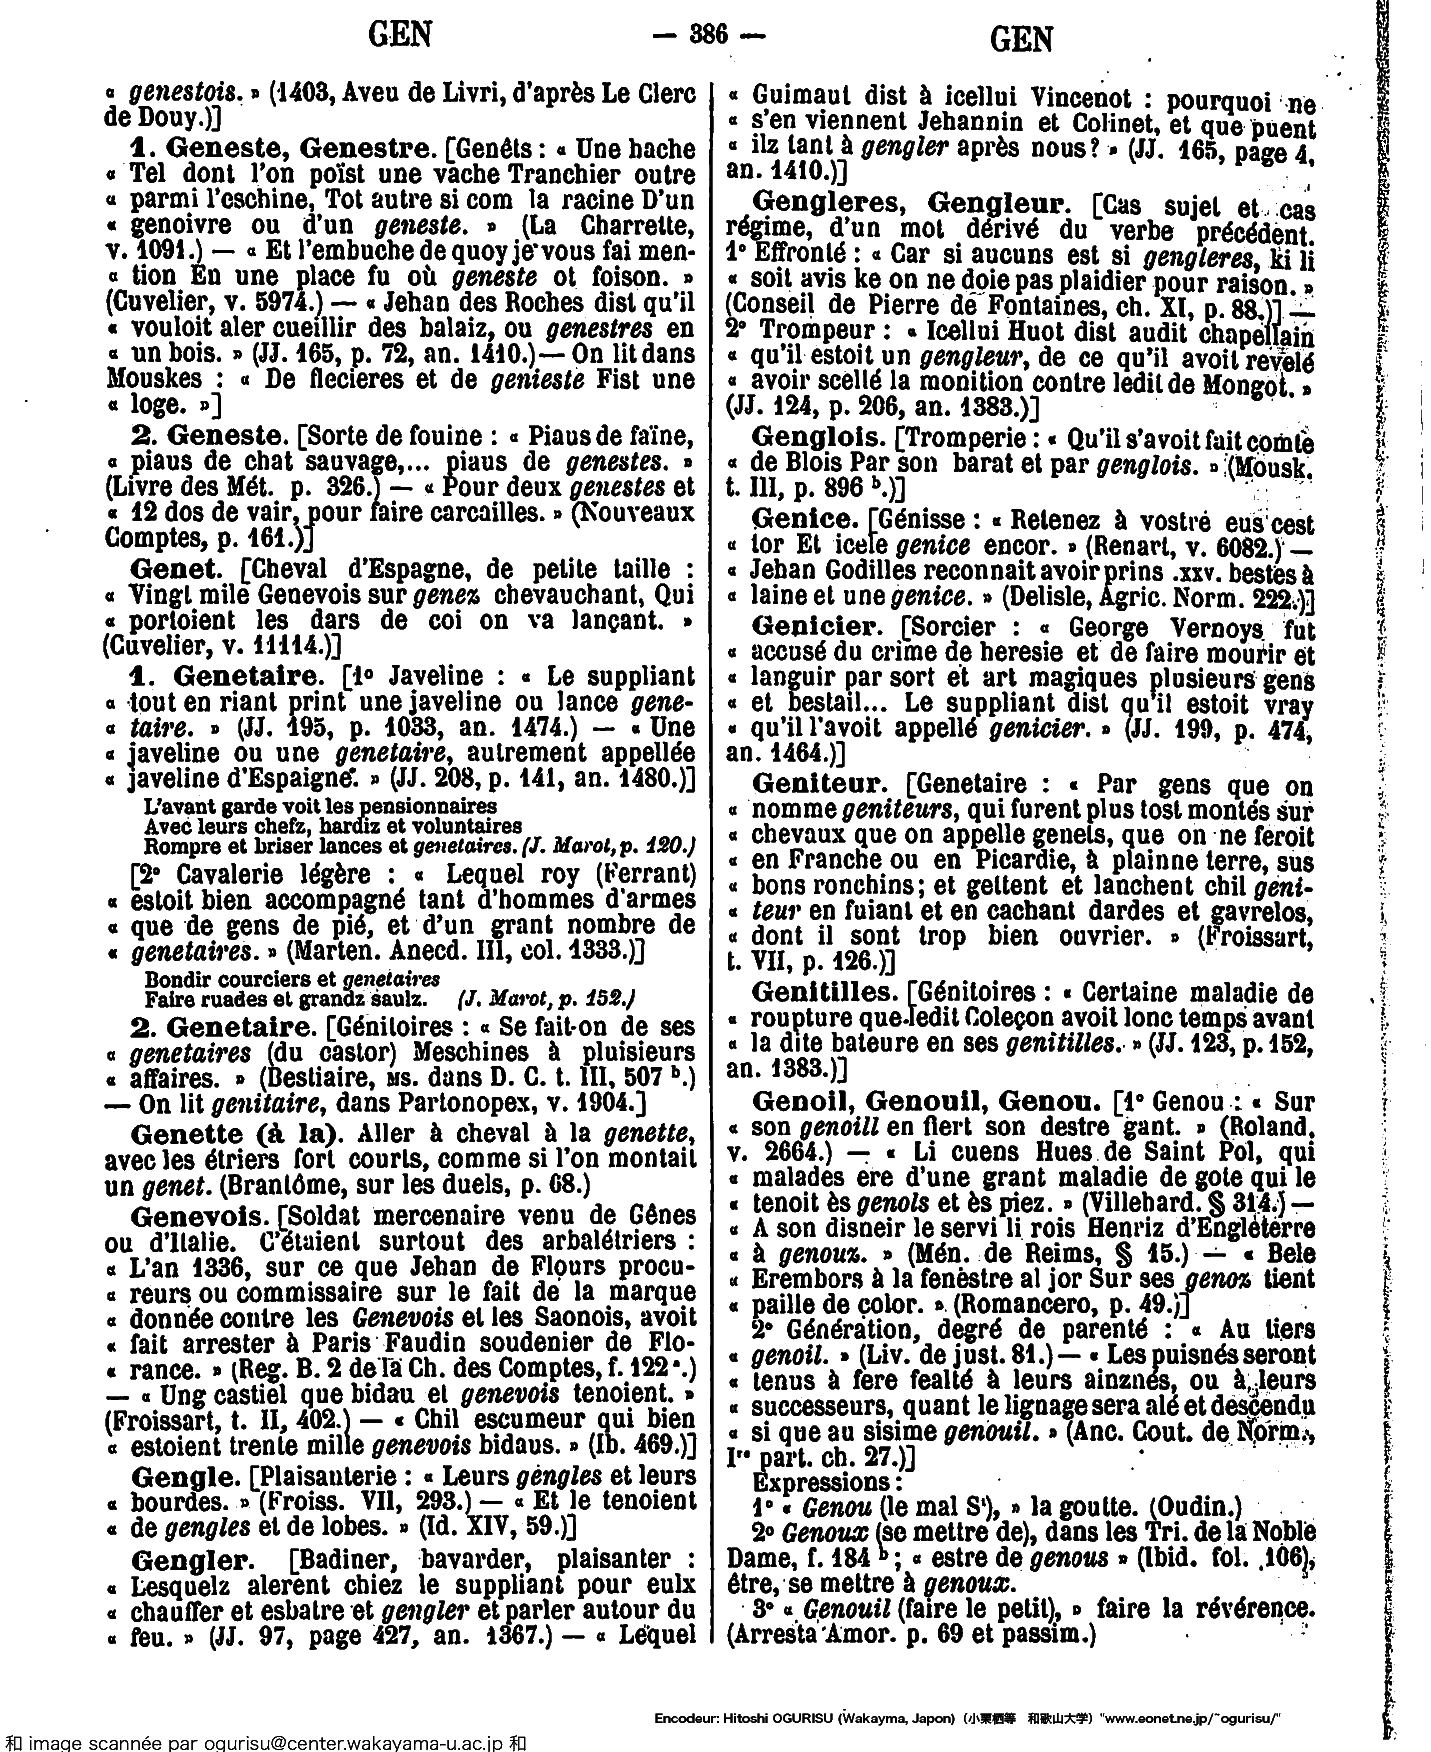 GEN — 386 — GEN
« genestois. » (1403, Aveu de Livri, d'après Le Clerc
de Douy.)]
1. Geneste, Genestre. [Genêts : « Une hache
« Tel dont l'on poïst une vache Tranchier outre
« parmi l'eschine, Tot autre si com la racine D'un
« genoivre ou d'un geneste. » (La Charrette,
v. 1091.) — « Et l'embuche de quoy je vous fai men-
« tion En une place fu où geneste ot foison. »
(Cuvelier, v. 5974.) — « Jehan des Roches dist qu'il
« vouloit aler cueillir des balaiz, ou genestres en
« un bois. » (JJ. 165, p. 72, an. 1410.) — On lit dans
Mouskes : « De flecieres et de genieste Fist une
« loge. »]
2. Geneste. [Sorte de fouine : « Piaus de faïne,
« piaus de chat sauvage,... piaus de genestes. »
(Livre des Mét. p. 326.) — « Pour deux genestes et
« 12 dos de vair, pour faire carcailles. » (Nouveaux
Comptes, p. 161.)]
Genet. [Cheval d'Espagne, de petite taille :
« Vingt mile Genevois sur genez chevauchant, Qui
« portoient les dars de coi on va lançant. »
(Cuvelier, v. 11114.)]
1. Genetaire. [1º Javeline : « Le suppliant
« tout en riant print une javeline ou lance gene-
« taire. » (JJ. 195, p. 1033, an. 1474.) — « Une
« javeline ou une genetaire, autrement appellée
« javeline d'Espaigne. » (JJ. 208, p. 141, an. 1480.)]
L'avant garde voit les pensionnaires
Avec leurs chefz, hardiz et voluntaires
Rompre et briser lances et genetaires. (J. Marot, p. 120.)
[2º Cavalerie légère : « Lequel roy (Ferrant)
« estoit bien accompagné tant d'hommes d'armes
« que de gens de pié, et d'un grant nombre de
« genetaires. » (Marten. Anecd. III, col. 1333.)]
Bondir courciers et genetaires
Faire ruades et grandz saulz. (J. Marot, p. 152.)
2. Genetaire. [Génitoires : « Se fait-on de ses
« genetaires (du castor) Meschines à pluisieurs
« affaires. » (Bestiaire, ms. dans D. C. t. III, 507 b.)
— On lit genitaire, dans Partonopex, v. 1904.]
Genette (à la). Aller à cheval à la genette,
avec les étriers fort courts, comme si l'on montait
un genet. (Brantôme, sur les duels, p. 68.)
Genevois. [Soldat mercenaire venu de Gênes
ou d'Italie. C'étaient surtout des arbalétriers :
« L'an 1336, sur ce que Jehan de Flours procu-
« reurs ou commissaire sur le fait de la marque
« donnée contre les Genevois et les Saonois, avoit
« fait arrester à Paris Faudin soudenier de Flo-
« rance. » (Reg. B. 2 de la Ch. des Comptes, f. 122 a.)
— « Ung castiel que bidau et genevois tenoient. »
(Froissart, t. II, 402.) — « Chil escumeur qui bien
« estoient trente mille genevois bidaus. » (Ib. 469.)]
Gengle. [Plaisanterie : « Leurs gengles et leurs
« bourdes. » (Froiss. VII, 293.) — « Et le tenoient
« de gengles et de lobes. » (Id. XIV, 59.)]
Gengler. [Badiner, bavarder, plaisanter :
« Lesquelz alerent chiez le suppliant pour eulx
« chauffer et esbatre et gengler et parler autour du
« feu. » (JJ. 97, page 427, an. 1367.) — « Lequel
« Guimaut dist à icellui Vincenot : pourquoi ne
« s'en viennent Jehannin et Colinet, et que puent
« ilz tant à gengler après nous? » (JJ. 165, page 4,
an. 1410.)]
Gengleres, Gengleur. [Cas sujet et cas
régime, d'un mot dérivé du verbe précédent.
1º Effronté : « Car si aucuns est si gengleres, ki li
« soit avis ke on ne doie pas plaidier pour raison. »
(Conseil de Pierre de Fontaines, ch. XI, p. 88.)] —
2º Trompeur : « Icellui Huot dist audit chapellain
« qu'il estoit un gengleur, de ce qu'il avoit revelé
« avoir scellé la monition contre ledit de Mongot. »
(JJ. 124, p. 206, an. 1383.)]
Genglois. [Tromperie : « Qu'il s'avoit fait comte
« de Blois Par son barat et par genglois. » (Mousk.
t. III, p. 896 b.)]
Genice. [Génisse : « Retenez à vostre eus cest
« tor Et icele genice encor. » (Renart, v. 6082.) —
« Jehan Godilles reconnait avoir prins .xxv. bestes à
« laine et une genice. » (Delisle, Agric. Norm. 222.)]
Genicier. [Sorcier : « George Vernoys fut
« accusé du crime de heresie et de faire mourir et
« languir par sort et art magiques plusieurs gens
« et bestail... Le suppliant dist qu'il estoit vray
« qu'il l'avoit appellé genicier. » (JJ. 199, p. 474,
an. 1464.)]
Geniteur. [Genetaire : « Par gens que on
« nomme geniteurs, qui furent plus tost montés sur
« chevaux que on appelle genets, que on ne feroit
« en Franche ou en Picardie, à plainne terre, sus
« bons ronchins ; et gettent et lanchent chil geni-
« teur en fuiant et en cachant dardes et gavrelos,
« dont il sont trop bien ouvrier. » (Froissart,
t. VII, p. 126.)]
Genitilles. [Génitoires : « Certaine maladie de
« roupture que ledit Coleçon avoit lonc temps avant
« la dite bateure en ses genitilles. » (JJ. 123, p. 152,
an. 1383.)]
Genoil, Genouil, Genou. [1º Genou : « Sur
« son genoill en fiert son destre gant. » (Roland,
v. 2664.) — « Li cuens Hues de Saint Pol, qui
« malades ere d'une grant maladie de gote qui le
« tenoit ès genols et ès piez. » (Villehard. § 314.) —
« A son disneir le servi li rois Henriz d'Engleterre
« à genoux. » (Mén. de Reims, § 15.) — « Bele
« Erembors à la fenestre al jor Sur ses genoz tient
« paille de color. » (Romancero, p. 49.)]
2º Génération, degré de parenté : « Au tiers
« genoil. » (Liv. de just. 81.) — « Les puisnés seront
« tenus à fere fealté à leurs ainznés, ou à leurs
« successeurs, quant le lignage sera alé et descendu
« si que au sisime genouil. » (Anc. Cout. de Norm.,
Ire part. ch. 27.)]
Expressions :
1º « Genou (le mal St), » la goutte. (Oudin.)
2º Genoux (se mettre de), dans les Tri. de la Noble
Dame, f. 184 b ; « estre de genous » (Ibid. fol. 106),
être, se mettre à genoux.
3º « Genouil (faire le petit), » faire la révérence.
(Arresta Amor. p. 69 et passim.)
Encodeur: Hitoshi OGURISU (Wakayma, Japon) (小栗栖等 和歌山大学) "www.eonet.ne.jp/~ogurisu/"
和 image scannée par ogurisu@center.wakayama-u.ac.jp 和